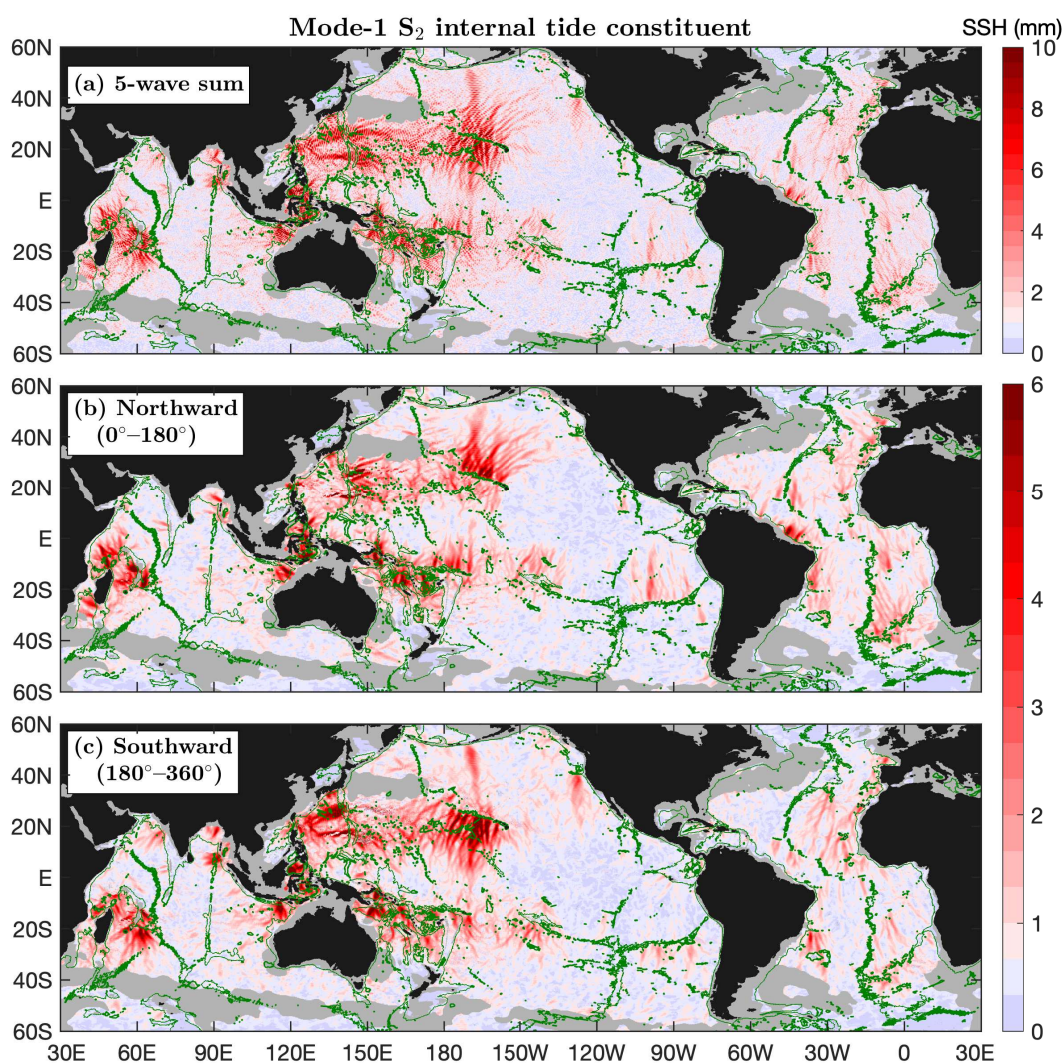 Mode-1 S₂ internal tide constituent
SSH (mm)
60N
40N
20N
E
20S
40S
60S
(a) 5-wave sum
10
8
6
4
2
0
60N
40N
20N
E
20S
40S
60S
(b) Northward
(0°–180°)
6
5
4
3
2
1
0
60N
40N
20N
E
20S
40S
60S
(c) Southward
(180°–360°)
30E 60E 90E 120E 150E 180 150W 120W 90W 60W 30W 0 30E